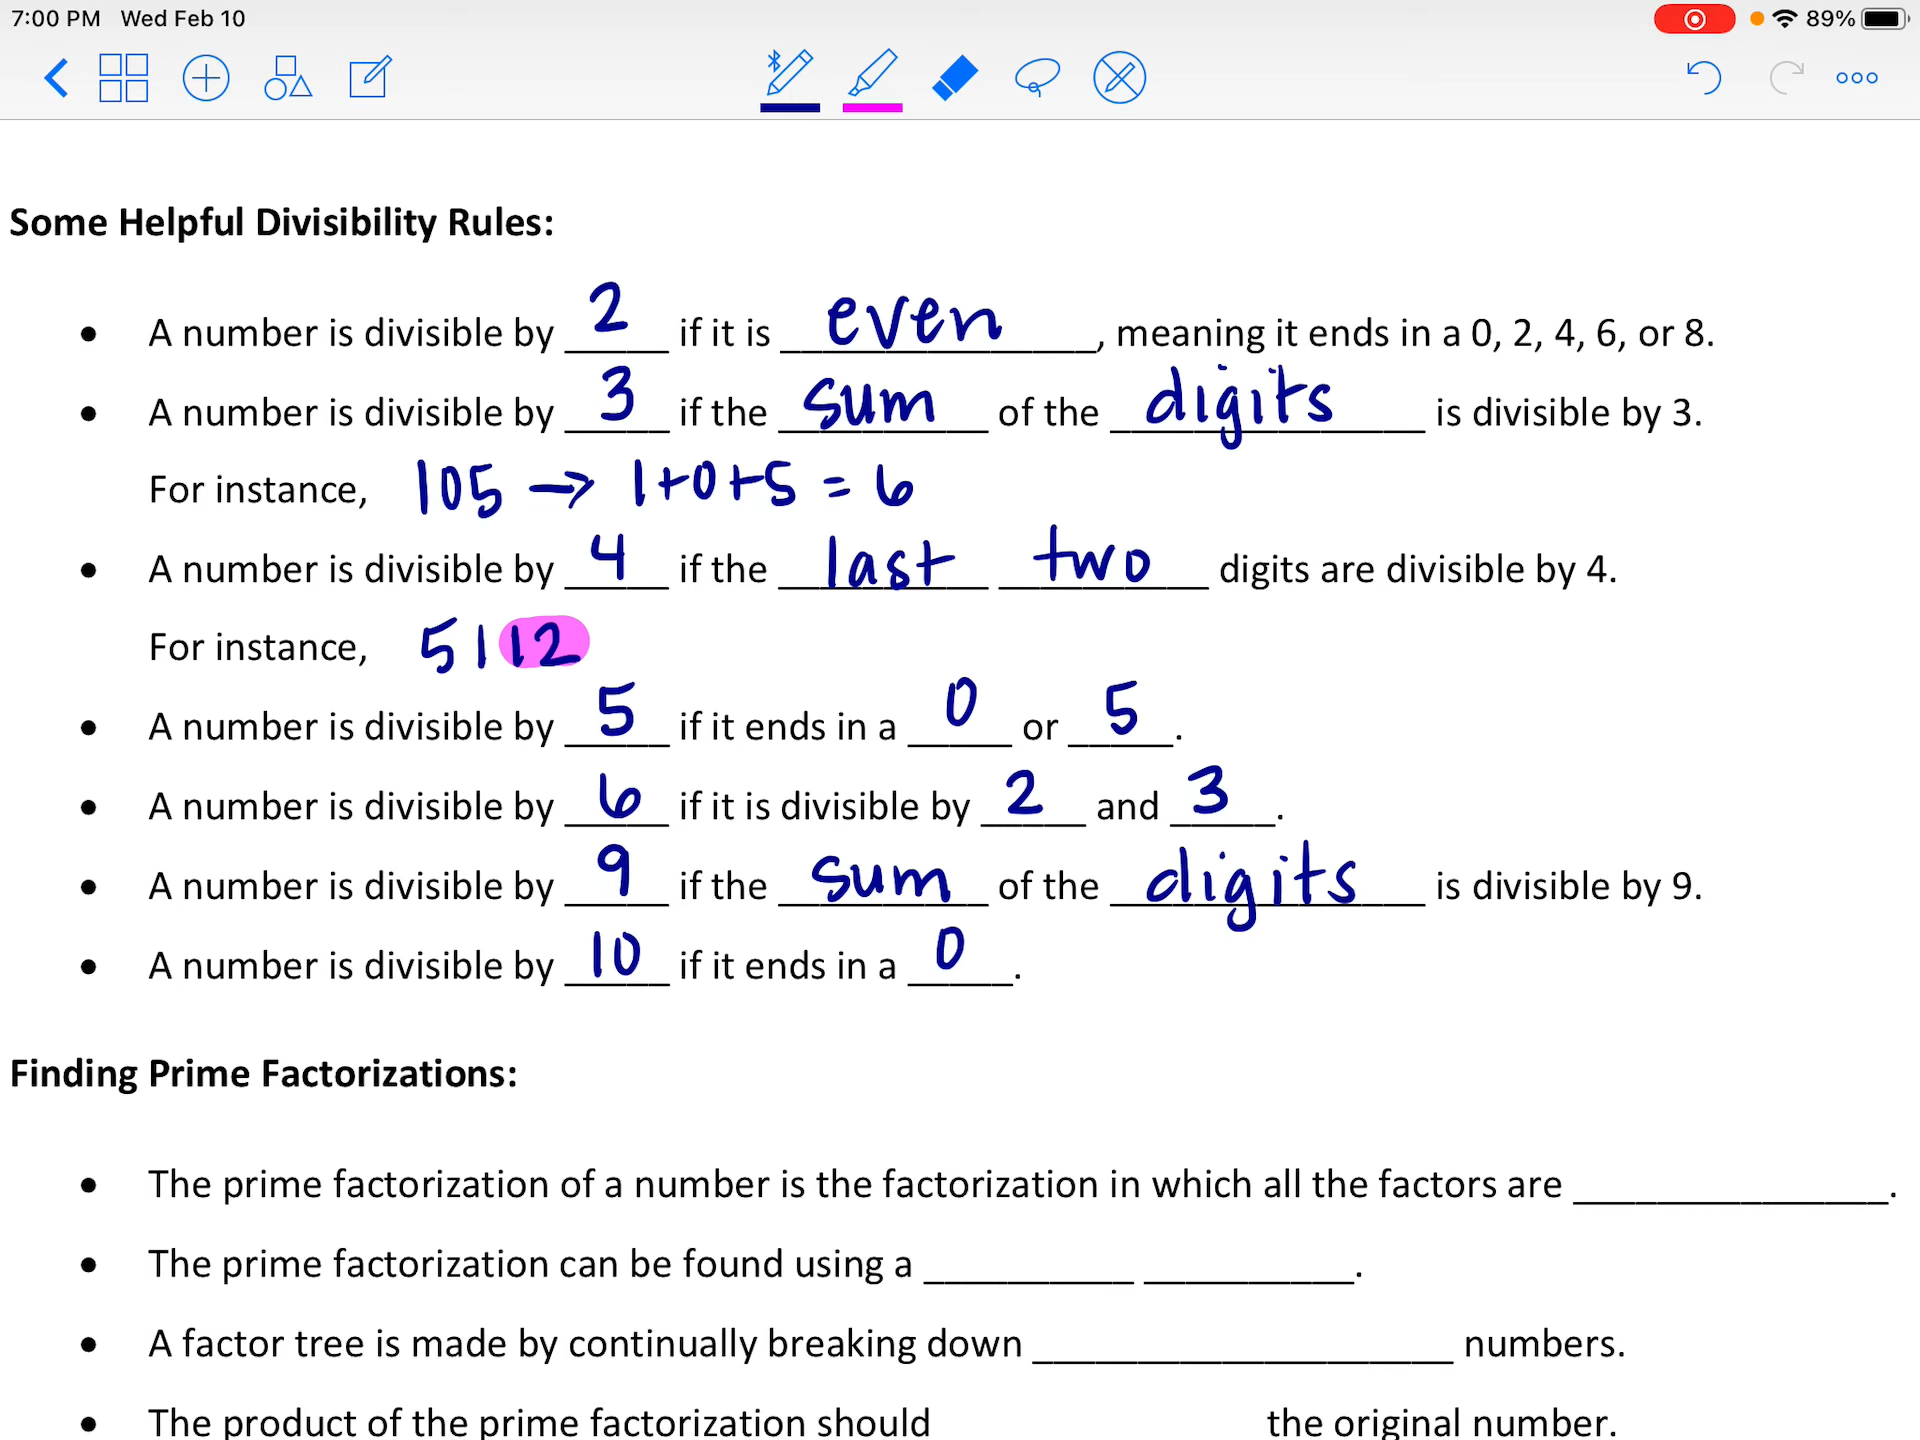 7:00 PM Wed Feb 10 89%
Some Helpful Divisibility Rules:
• A number is divisible by 2 if it is even, meaning it ends in a 0, 2, 4, 6, or 8.
• A number is divisible by 3 if the sum of the digits is divisible by 3.
For instance, 105 → 1+0+5 = 6
• A number is divisible by 4 if the last two digits are divisible by 4.
For instance, 5112
• A number is divisible by 5 if it ends in a 0 or 5.
• A number is divisible by 6 if it is divisible by 2 and 3.
• A number is divisible by 9 if the sum of the digits is divisible by 9.
• A number is divisible by 10 if it ends in a 0.
Finding Prime Factorizations:
• The prime factorization of a number is the factorization in which all the factors are _______________.
• The prime factorization can be found using a __________ __________.
• A factor tree is made by continually breaking down ____________________ numbers.
• The product of the prime factorization should the original number.